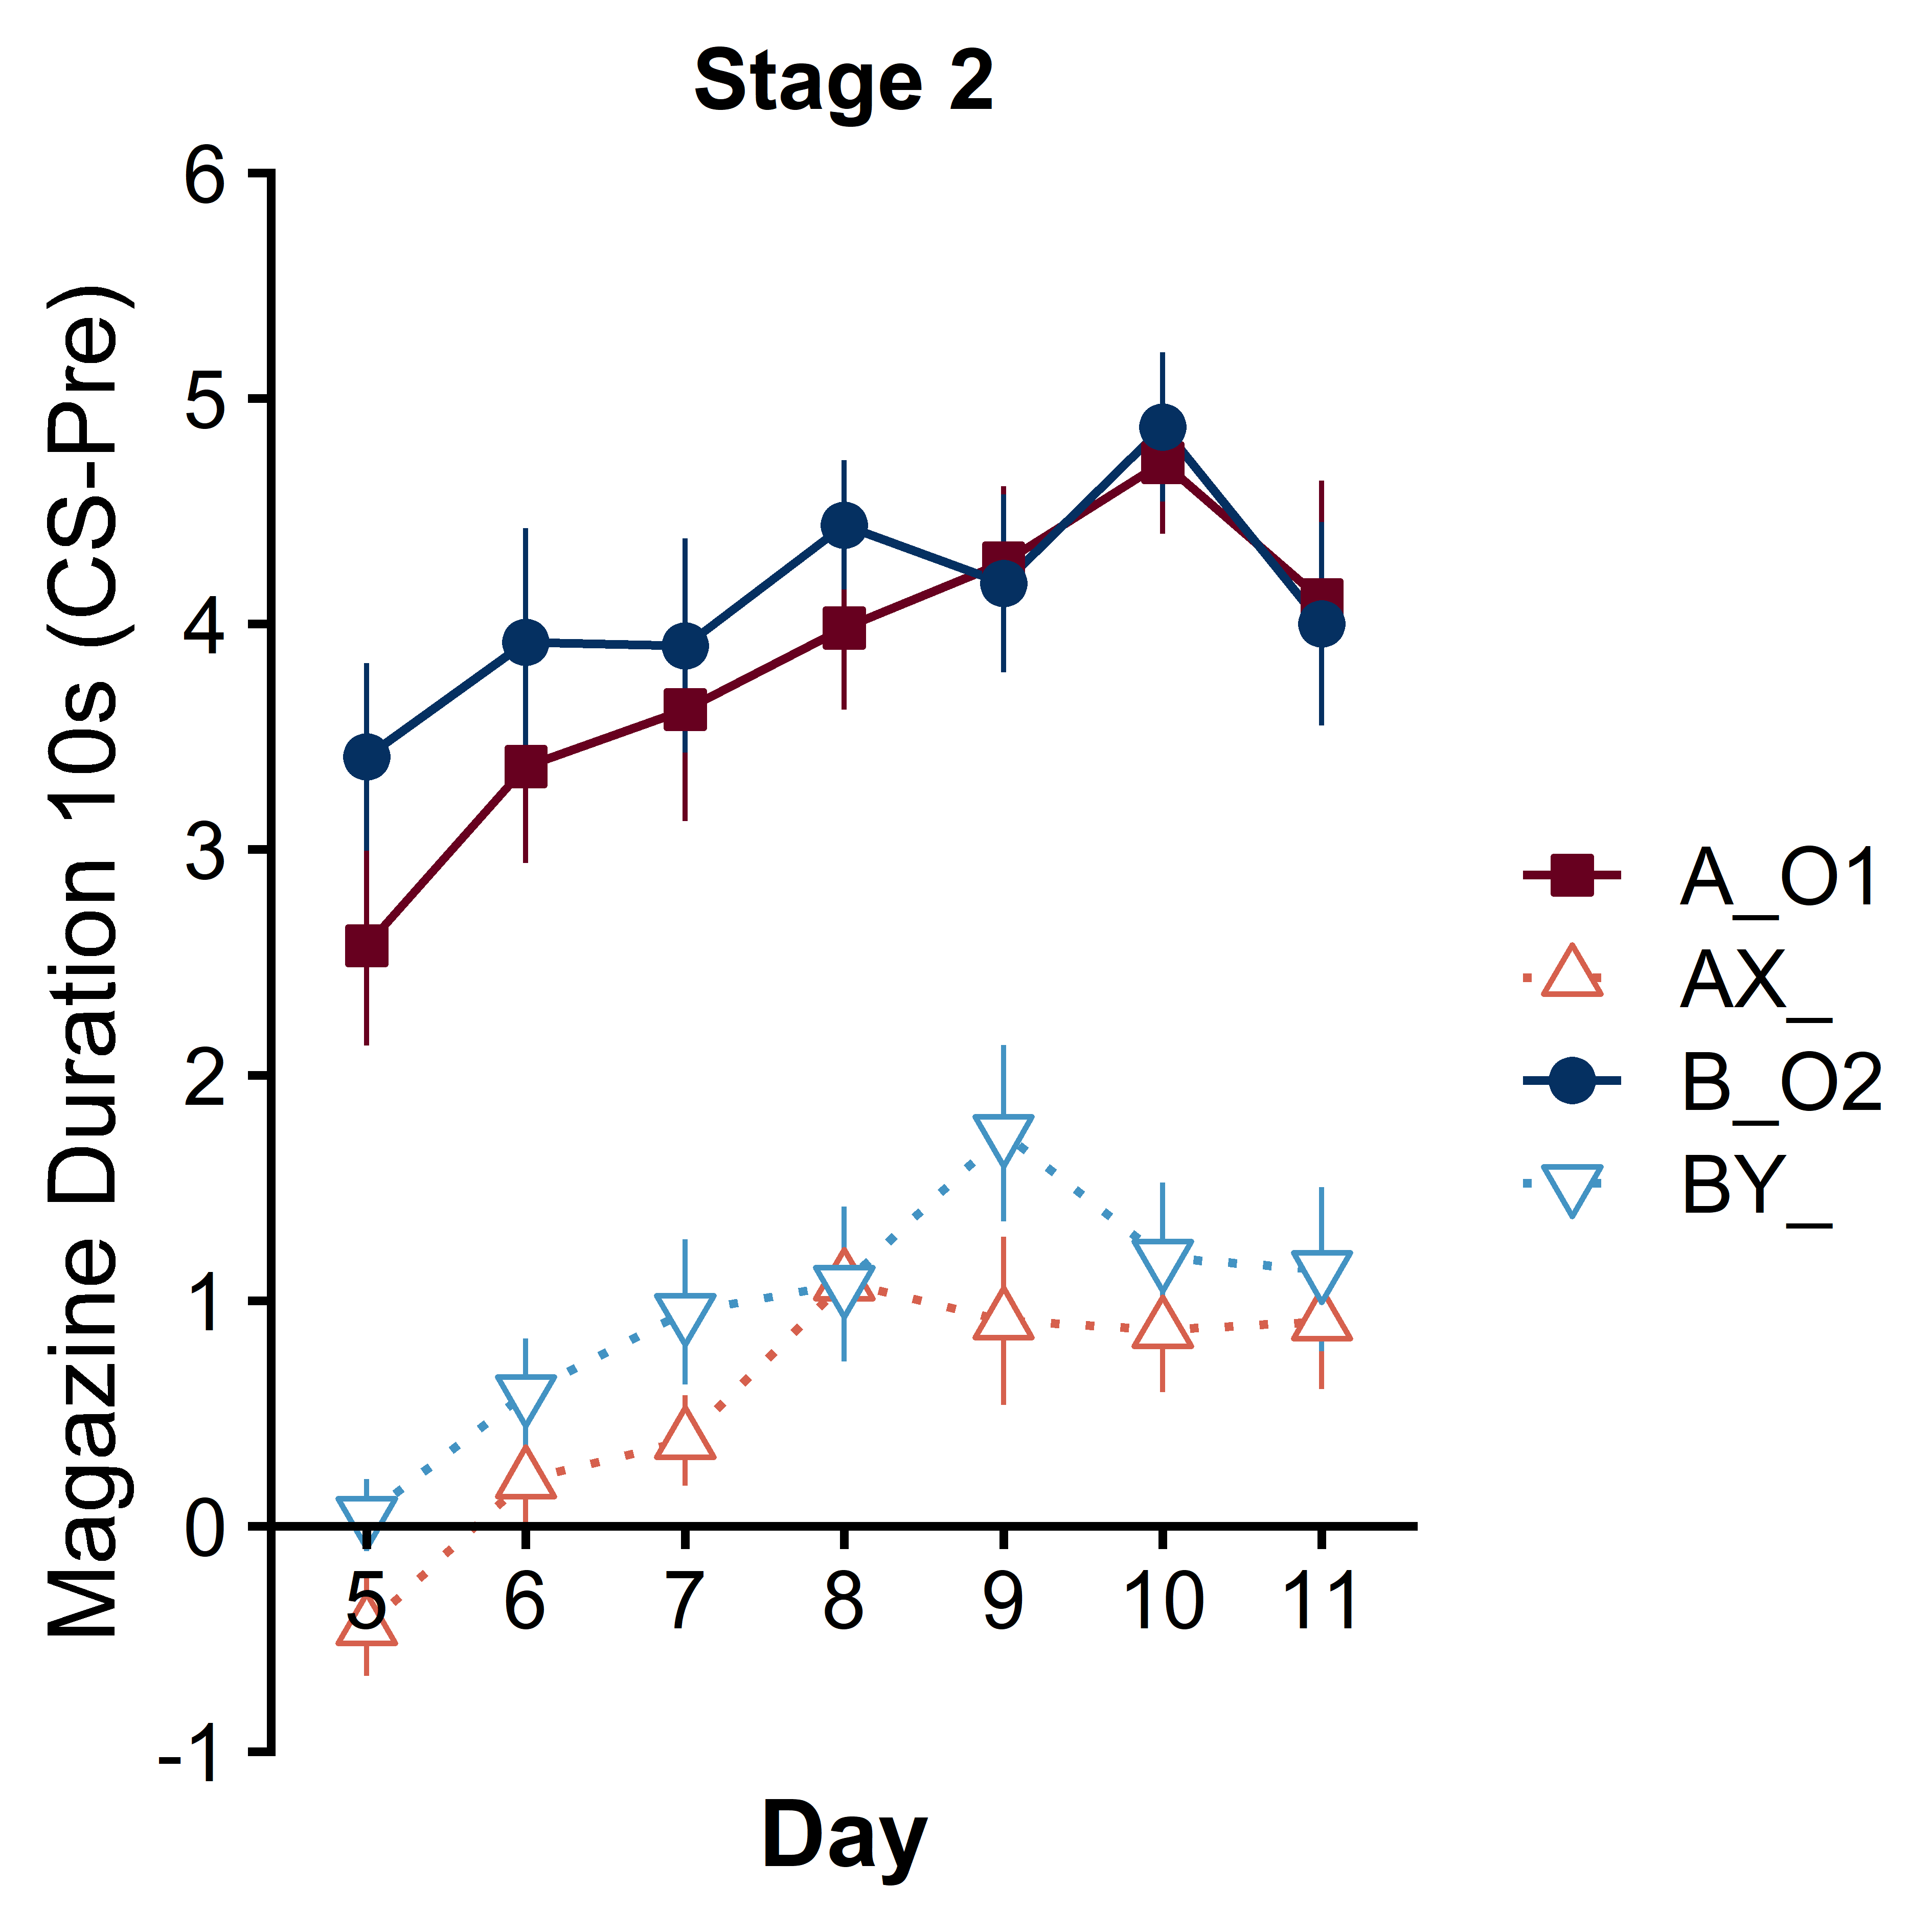 Stage 2
Magazine Duration 10s (CS-Pre)
6
5
4
3
2
1
0
-1
5 6 7 8 9 10 11
Day
A_O1
AX_
B_O2
BY_